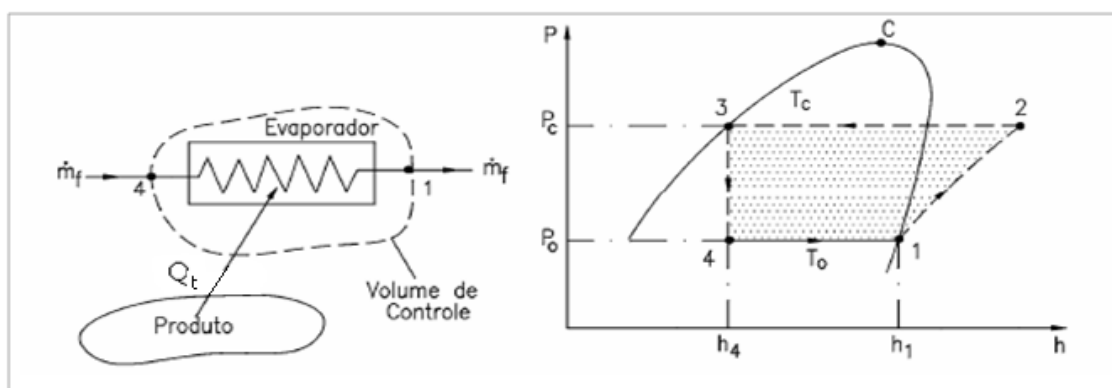 Evaporador
ṁf
4
1
ṁf
Qt
Volume de
Controle
Produto
P
C
3
Tc
2
Pc
Po
4
To
1
h4
h1
h